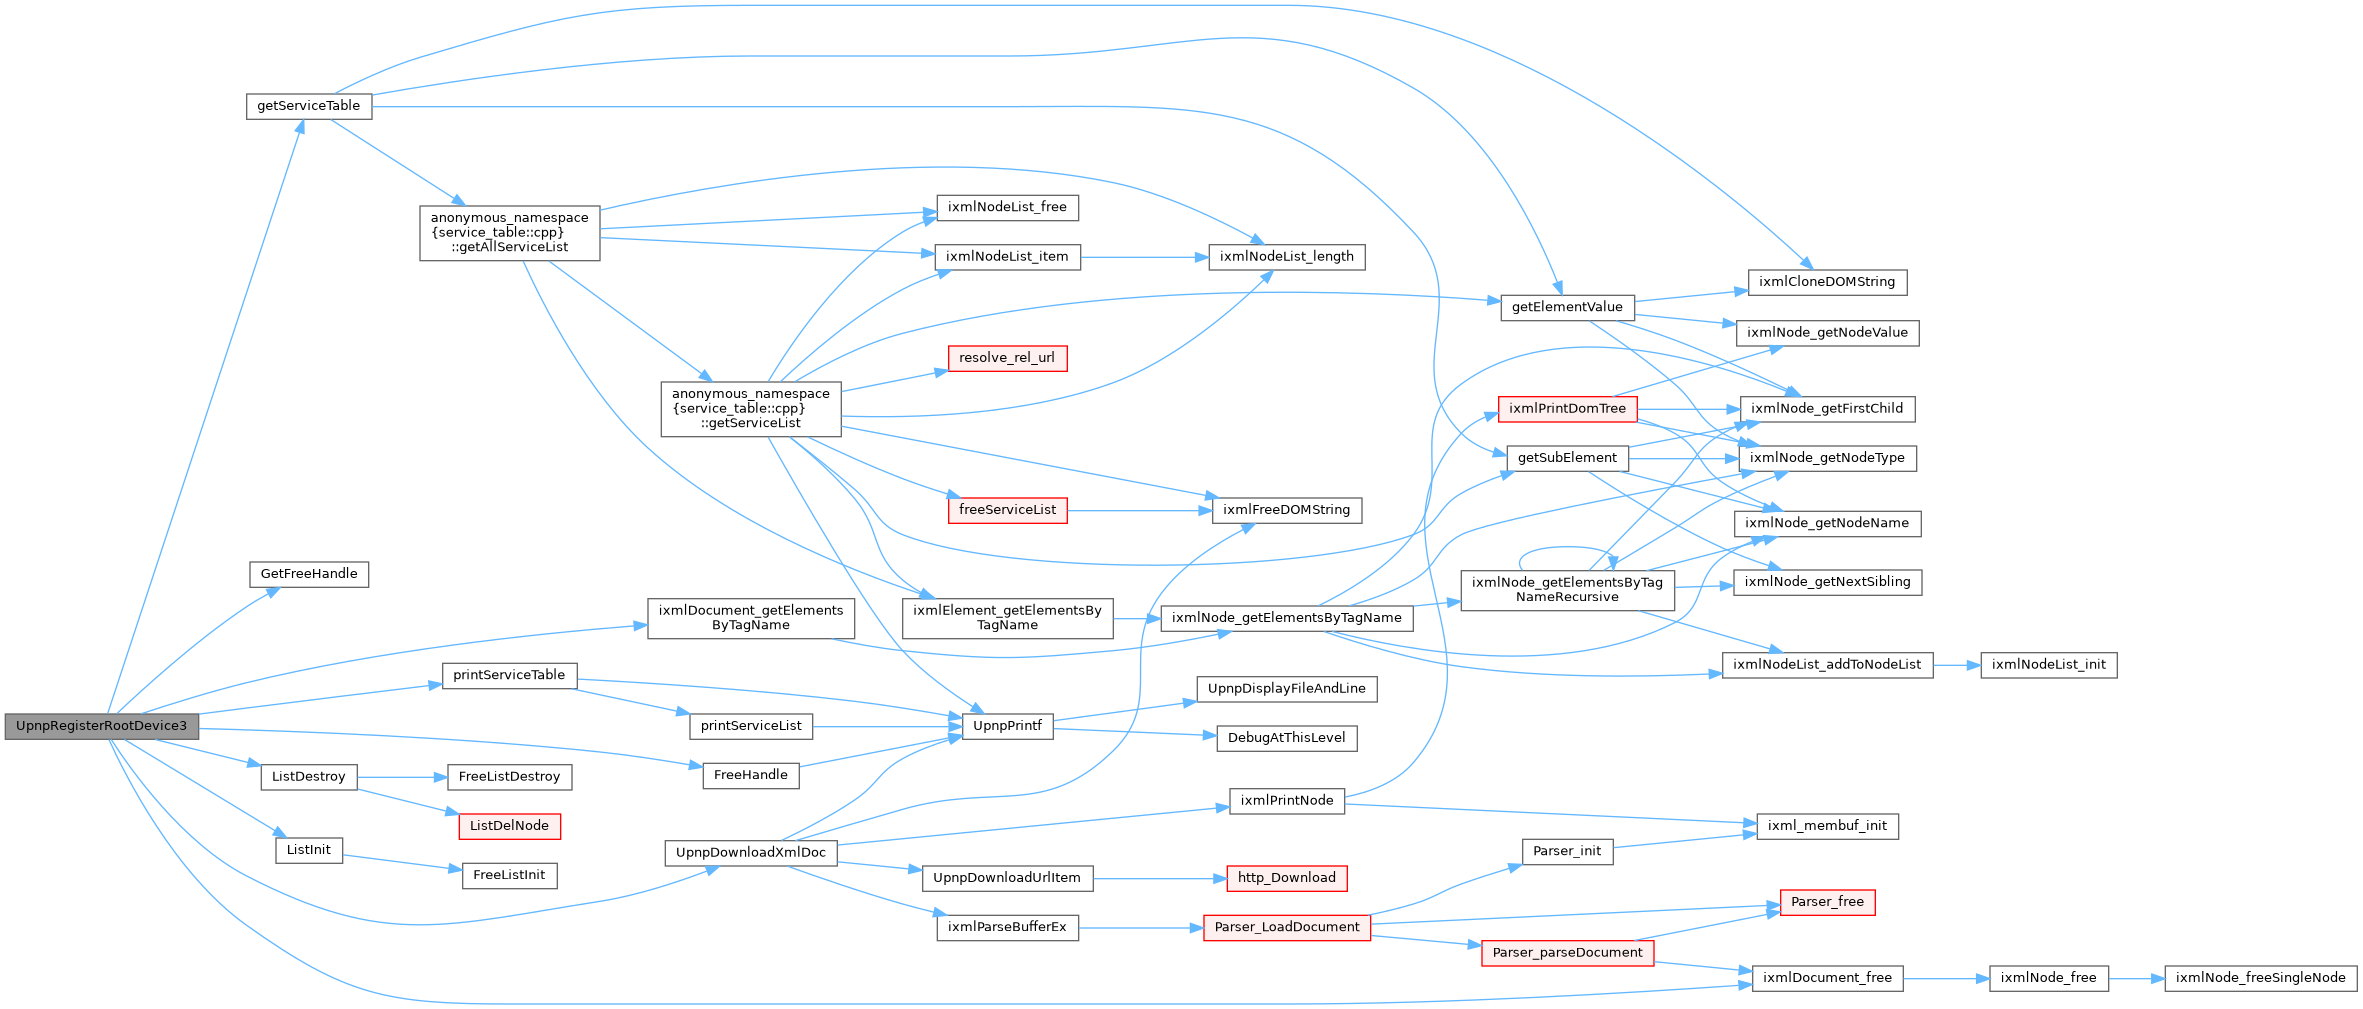 UpnpRegisterRootDevice3
getServiceTable
GetFreeHandle
ListDestroy
ListInit
anonymous_namespace
{service_table::cpp}
::getAllServiceList
printServiceTable
FreeListDestroy
ListDelNode
FreeListInit
anonymous_namespace
{service_table::cpp}
::getServiceList
ixmlDocument_getElements
ByTagName
printServiceList
FreeHandle
UpnpDownloadXmlDoc
ixmlNodeList_free
ixmlNodeList_item
resolve_rel_url
freeServiceList
ixmlElement_getElementsBy
TagName
UpnpPrintf
UpnpDownloadUrlItem
ixmlParseBufferEx
ixmlNodeList_length
ixmlFreeDOMString
ixmlNode_getElementsByTagName
UpnpDisplayFileAndLine
DebugAtThisLevel
ixmlPrintNode
http_Download
Parser_LoadDocument
getElementValue
ixmlPrintDomTree
getSubElement
ixmlNode_getElementsByTag
NameRecursive
Parser_init
Parser_parseDocument
ixmlCloneDOMString
ixmlNode_getNodeValue
ixmlNode_getFirstChild
ixmlNode_getNodeType
ixmlNode_getNodeName
ixmlNode_getNextSibling
ixmlNodeList_addToNodeList
ixml_membuf_init
Parser_free
ixmlDocument_free
ixmlNodeList_init
ixmlNode_free
ixmlNode_freeSingleNode